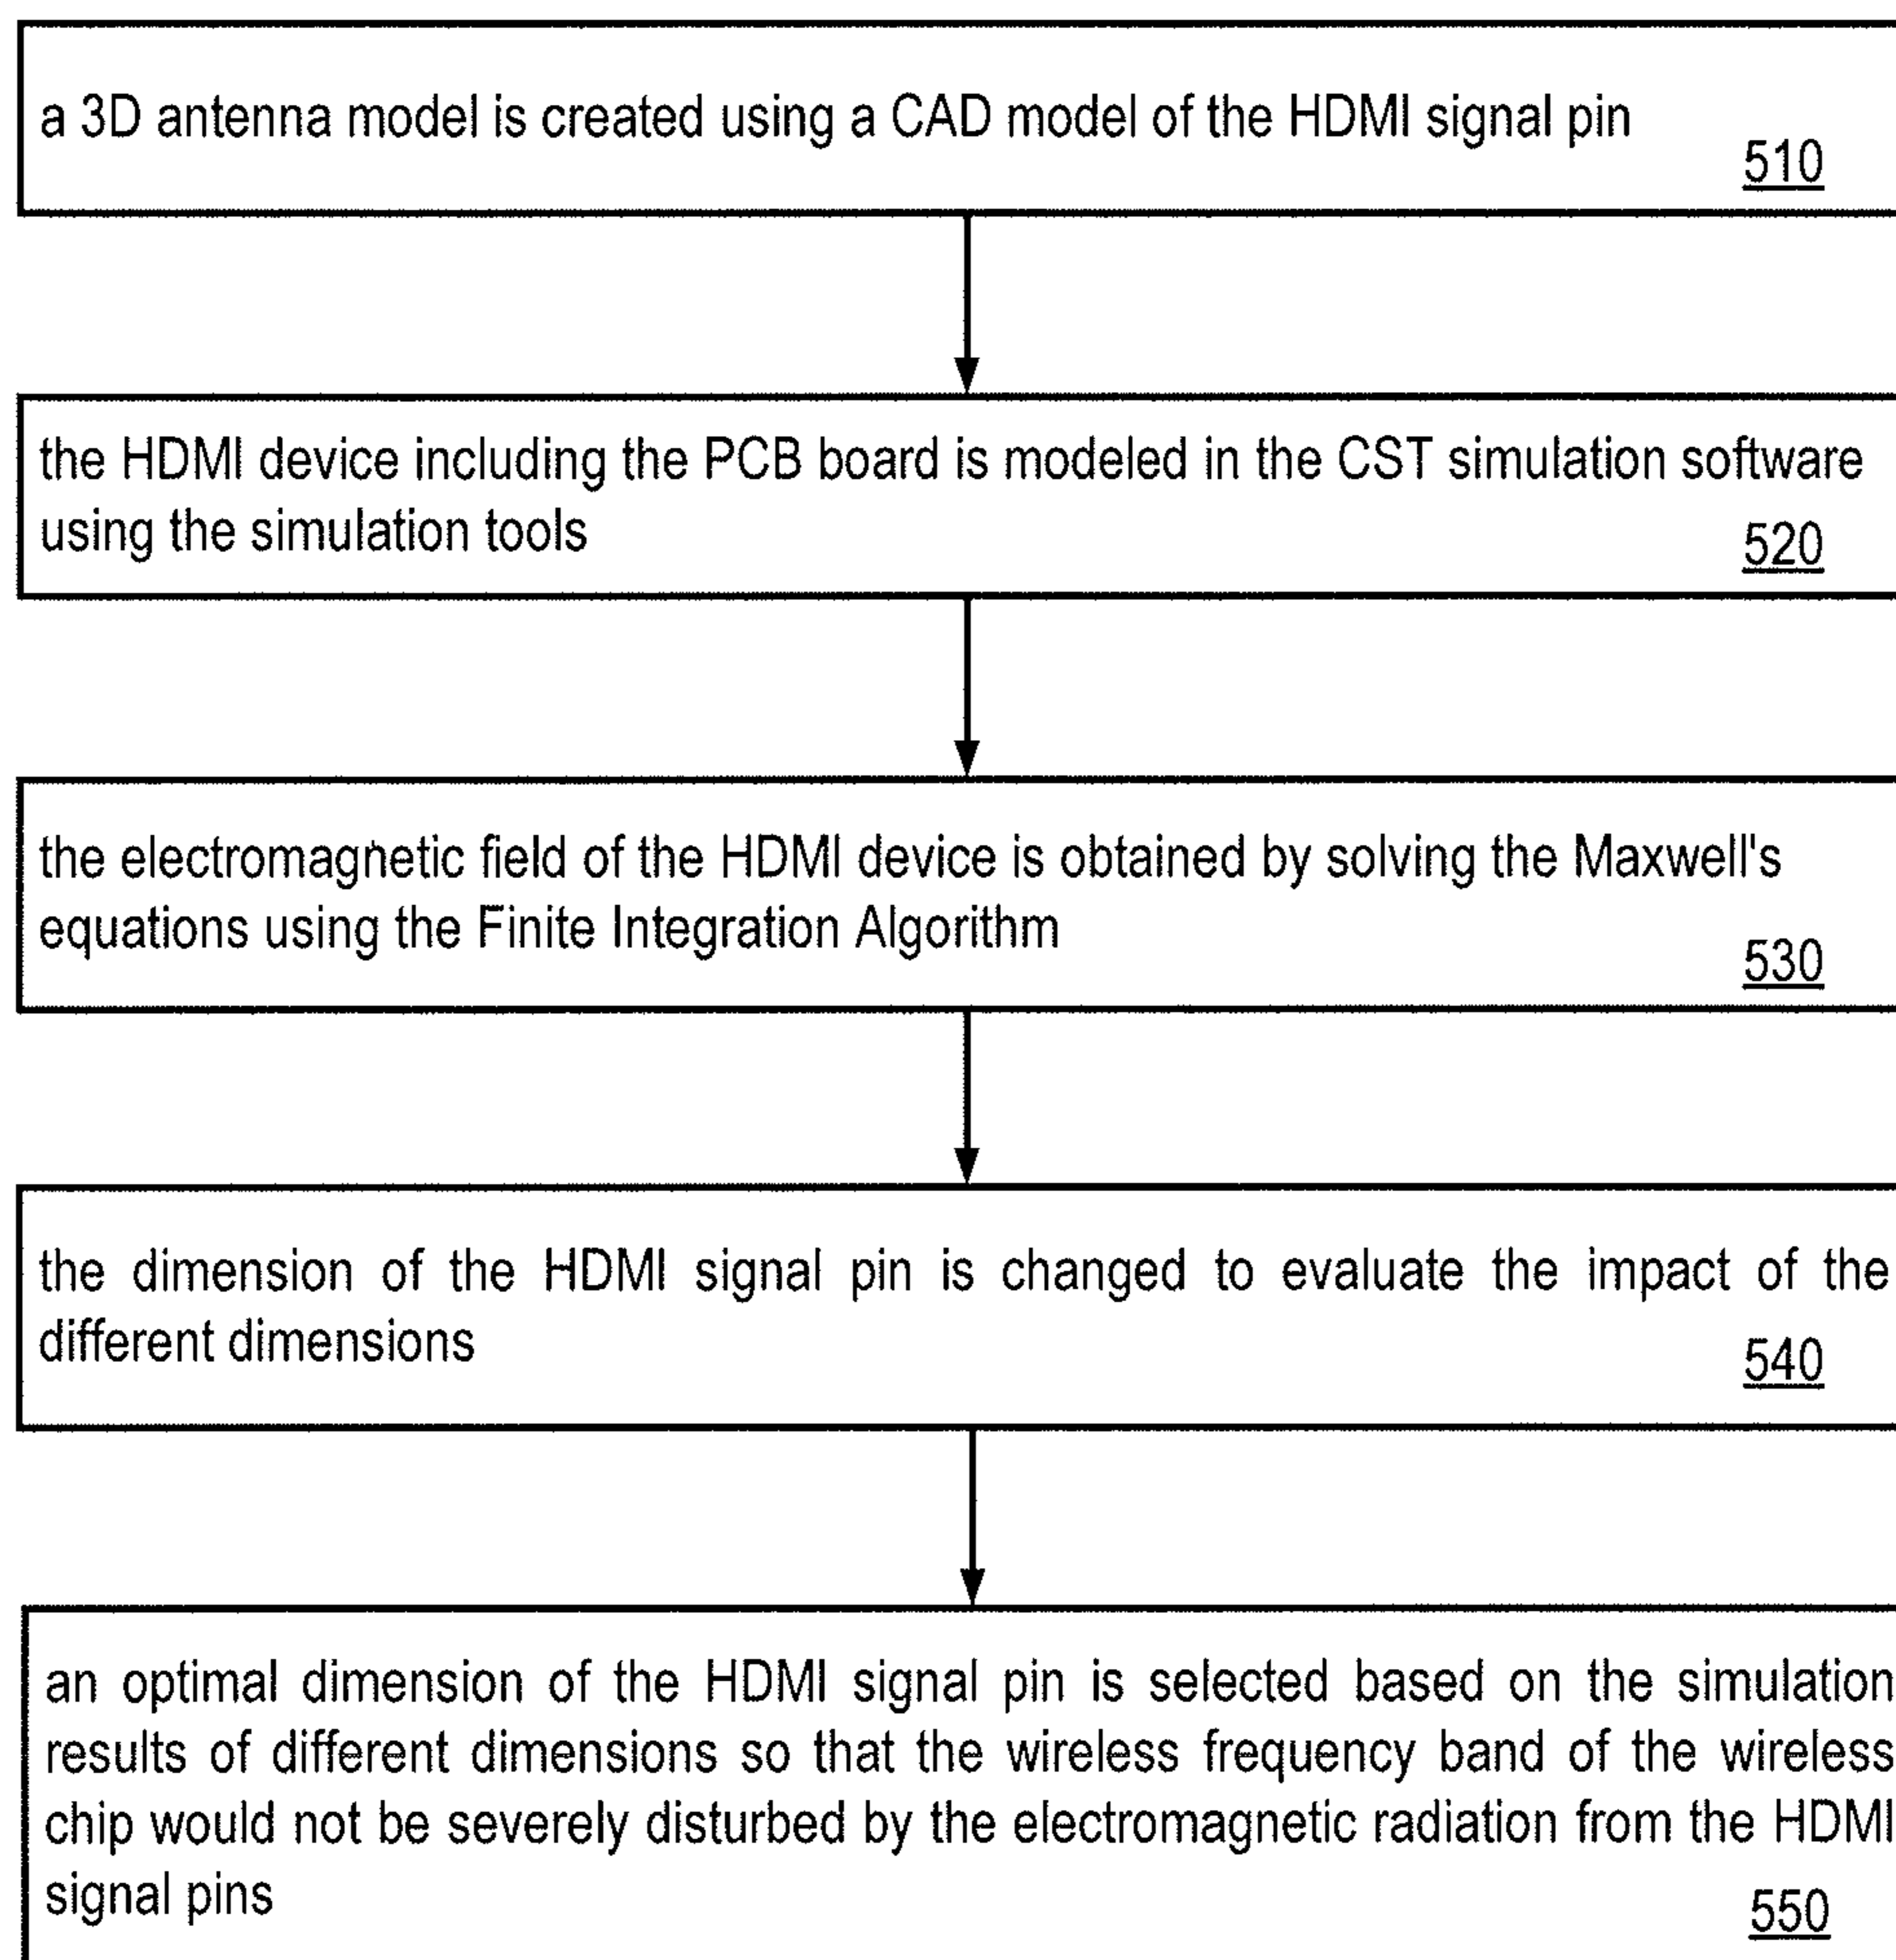 a 3D antenna model is created using a CAD model of the HDMI signal pin
510
the HDMI device including the PCB board is modeled in the CST simulation software
using the simulation tools
520
the electromagnetic field of the HDMI device is obtained by solving the Maxwell's
equations using the Finite Integration Algorithm
530
the dimension of the HDMI signal pin is changed to evaluate the impact of the
different dimensions
540
an optimal dimension of the HDMI signal pin is selected based on the simulation
results of different dimensions so that the wireless frequency band of the wireless
chip would not be severely disturbed by the electromagnetic radiation from the HDMI
signal pins
550